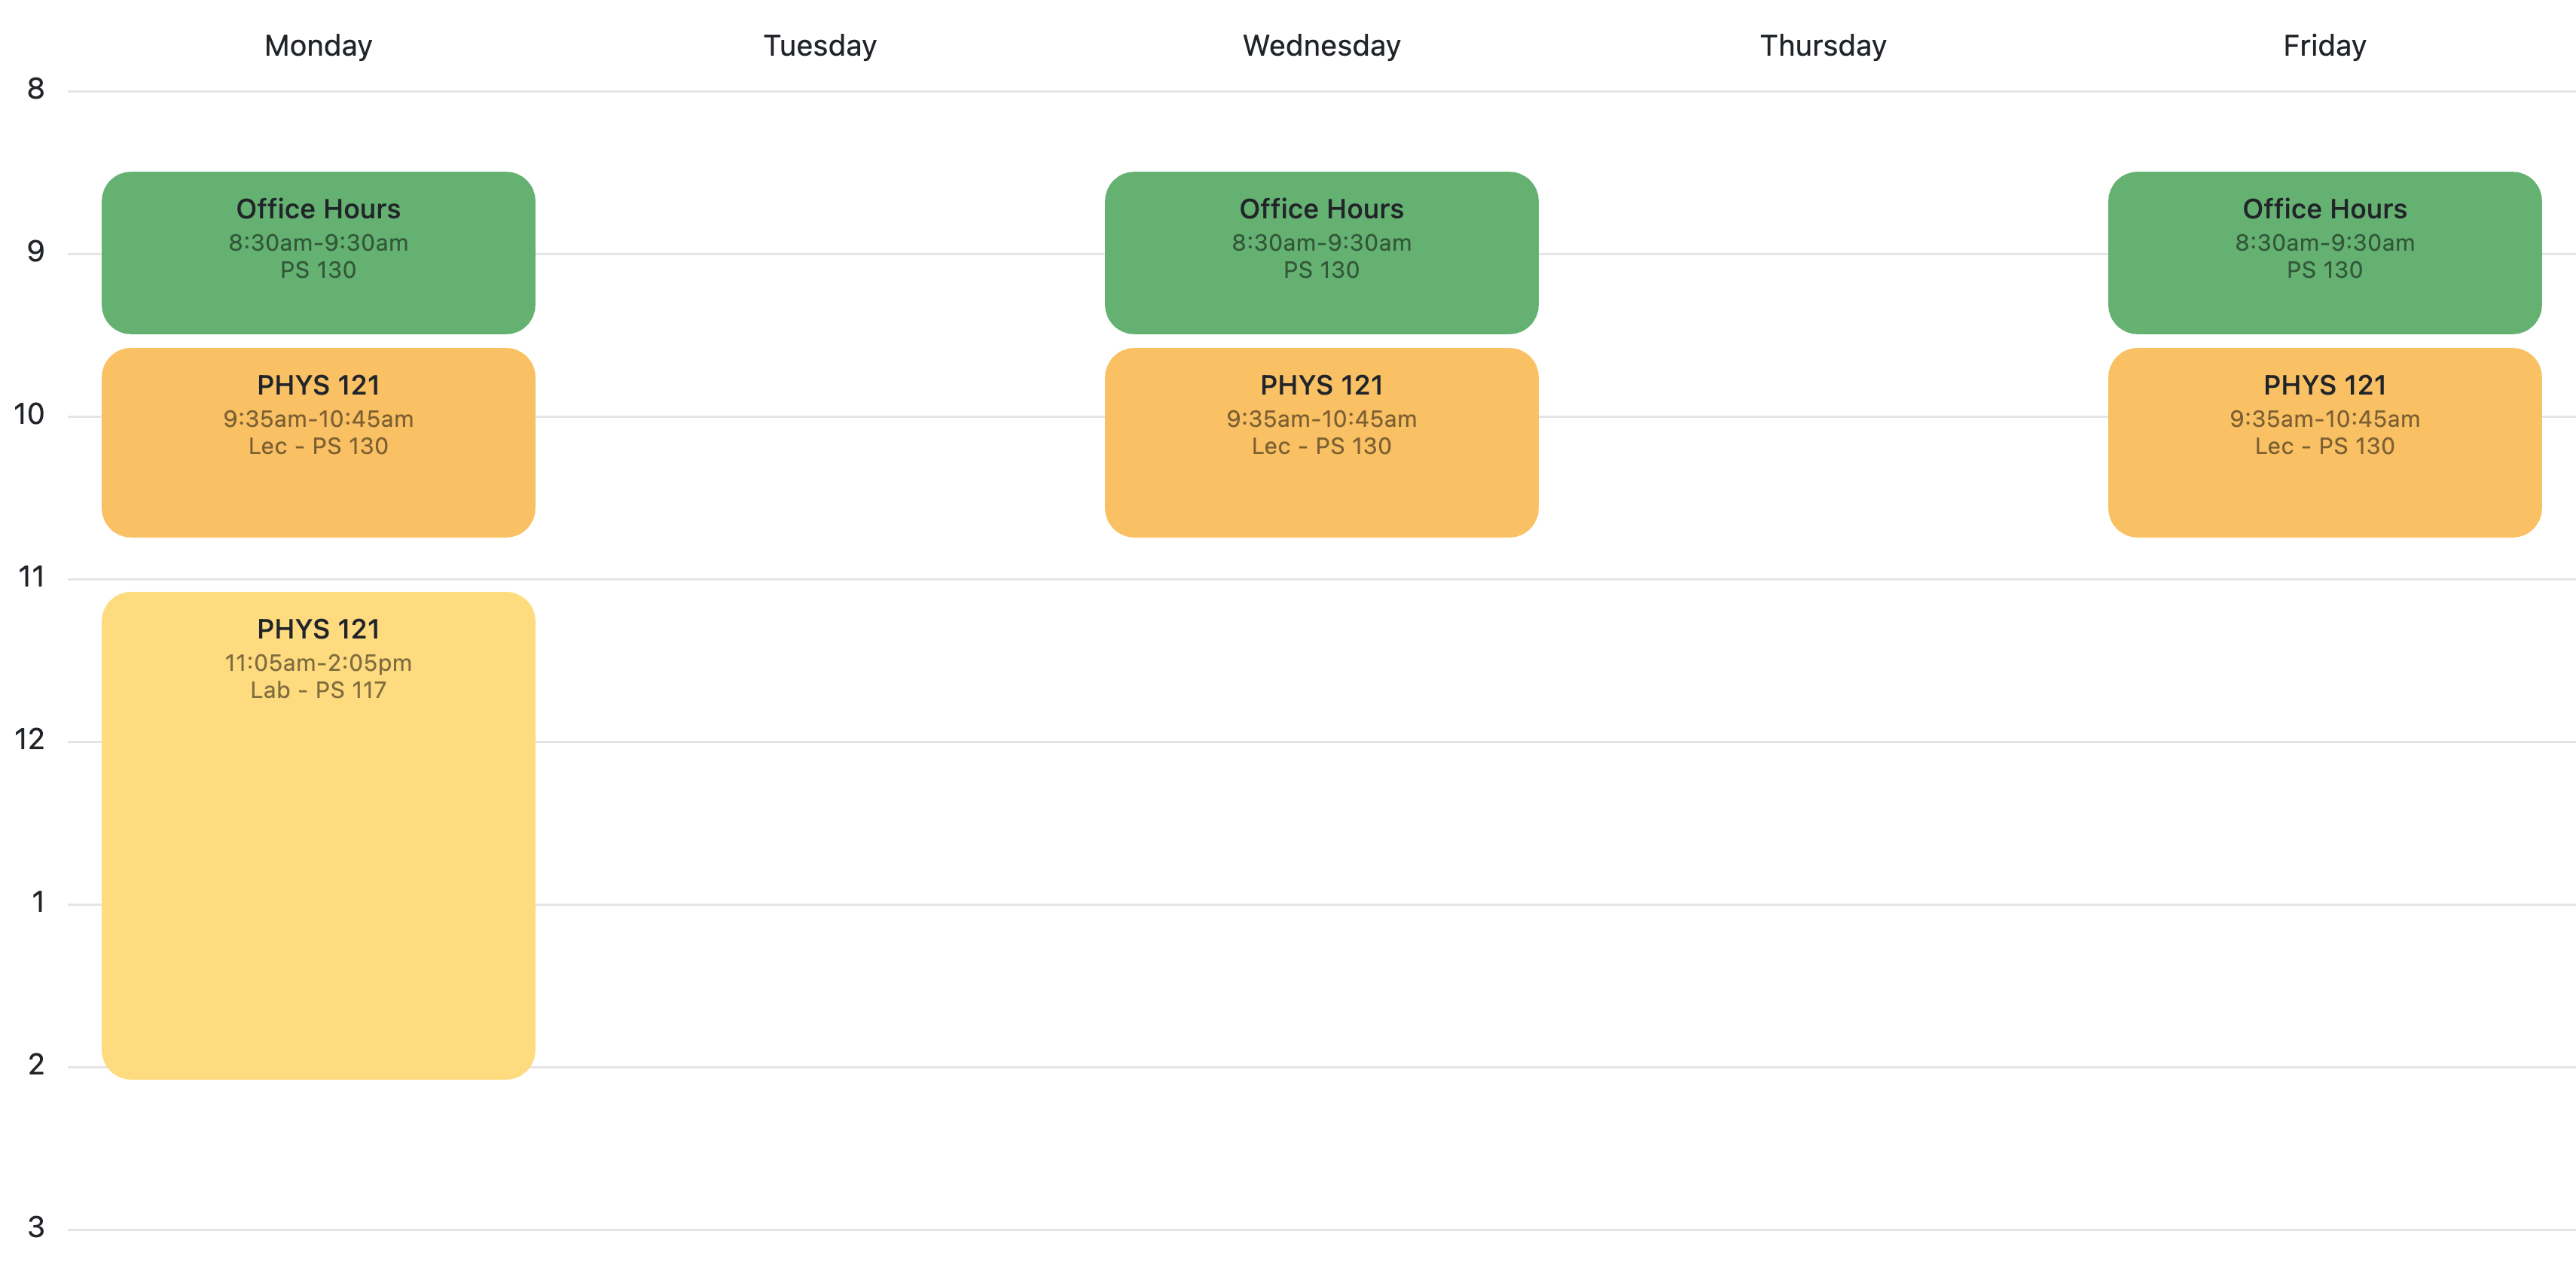 Monday Tuesday Wednesday Thursday Friday
8
Office Hours Office Hours Office Hours
8:30am-9:30am 8:30am-9:30am 8:30am-9:30am
9
PS 130 PS 130 PS 130
PHYS 121 PHYS 121 PHYS 121
10
9:35am-10:45am 9:35am-10:45am 9:35am-10:45am
Lec - PS 130 Lec - PS 130 Lec - PS 130
11
PHYS 121
11:05am-2:05pm
Lab - PS 117
12
1
2
3